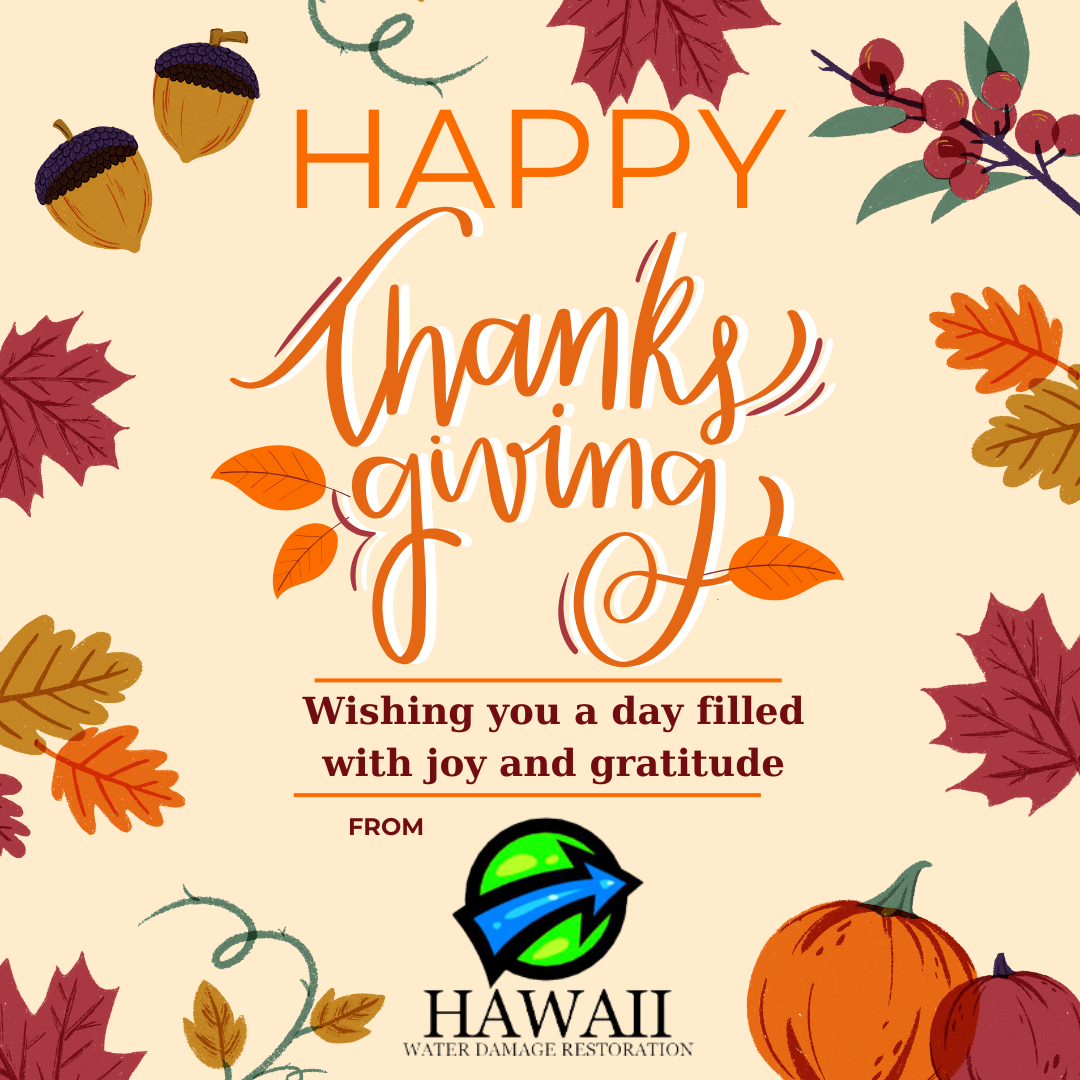 HAPPY
Thanks
giving
Wishing you a day filled
with joy and gratitude
FROM
HAWAII
WATER DAMAGE RESTORATION